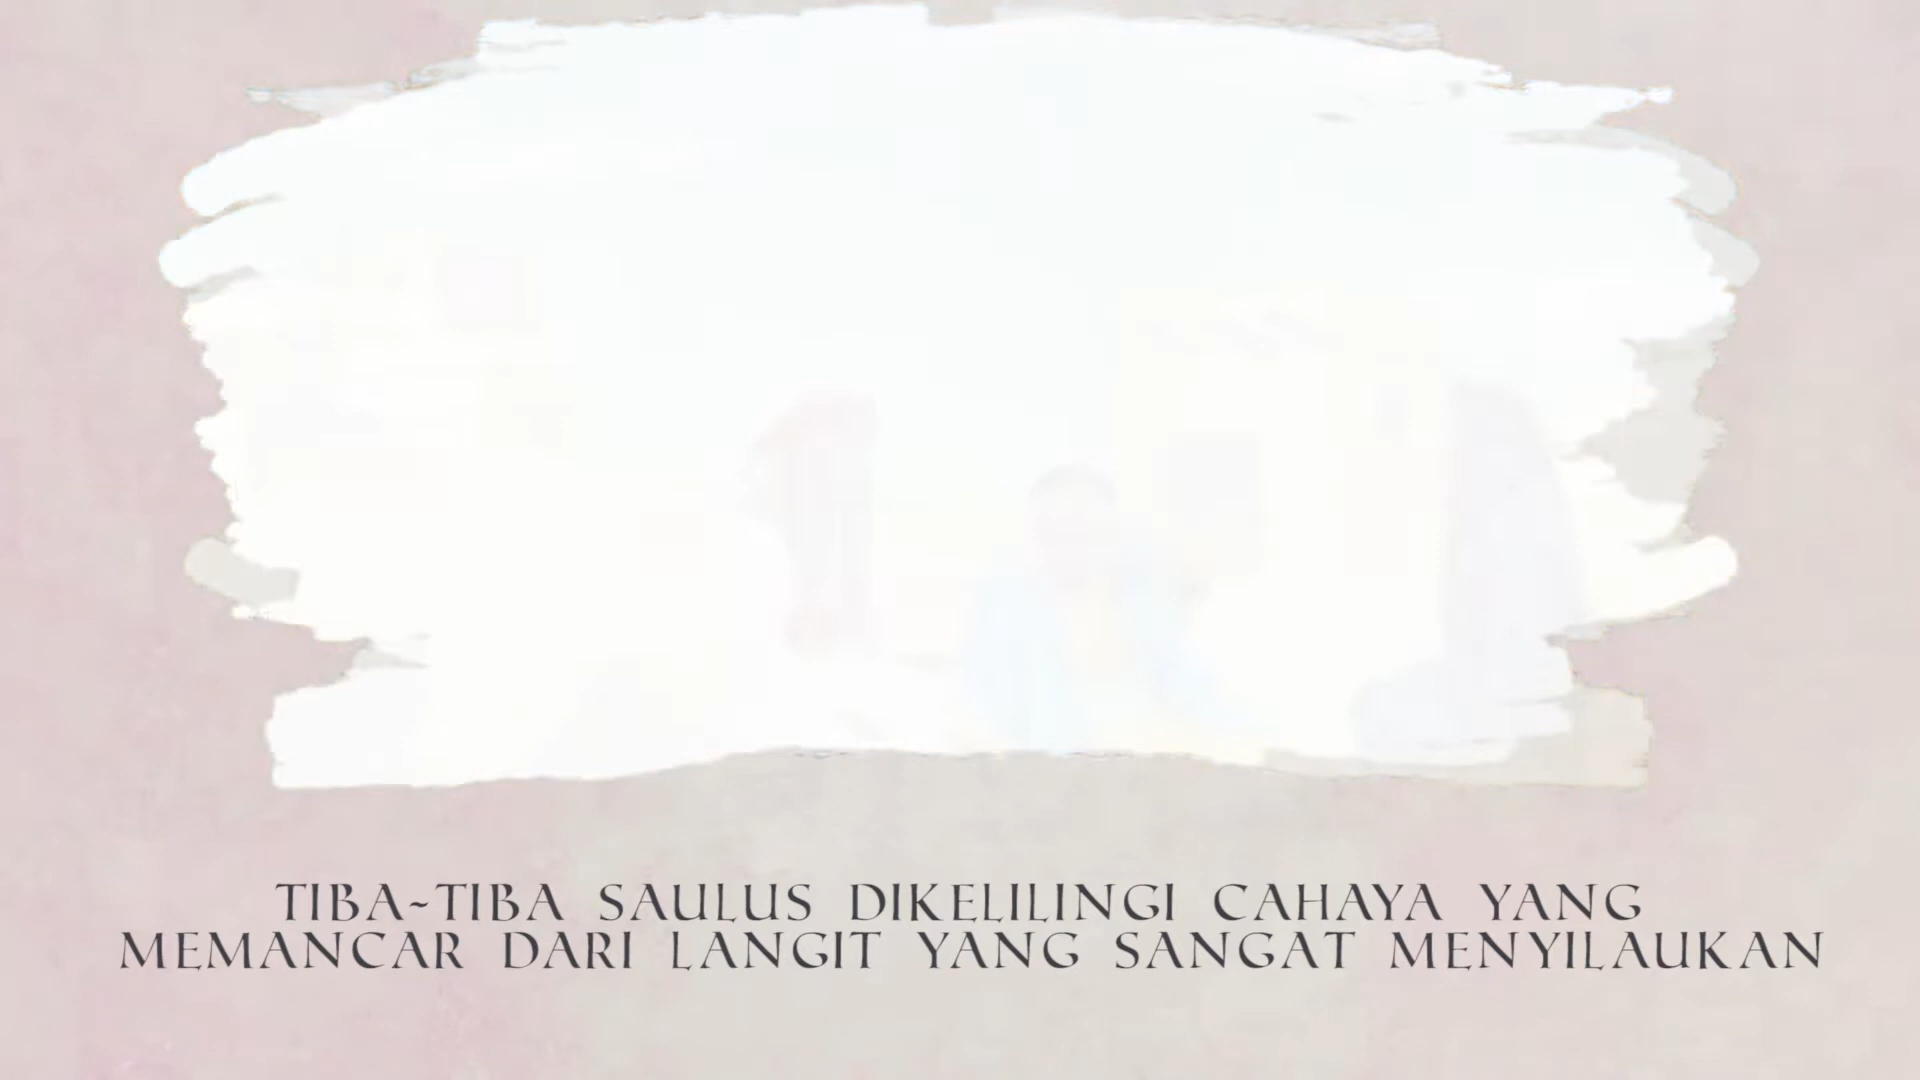 TIBA-TIBA SAULUS DIKELILINGI CAHAYA YANG
MEMANCAR DARI LANGIT YANG SANGAT MENYILAUKAN